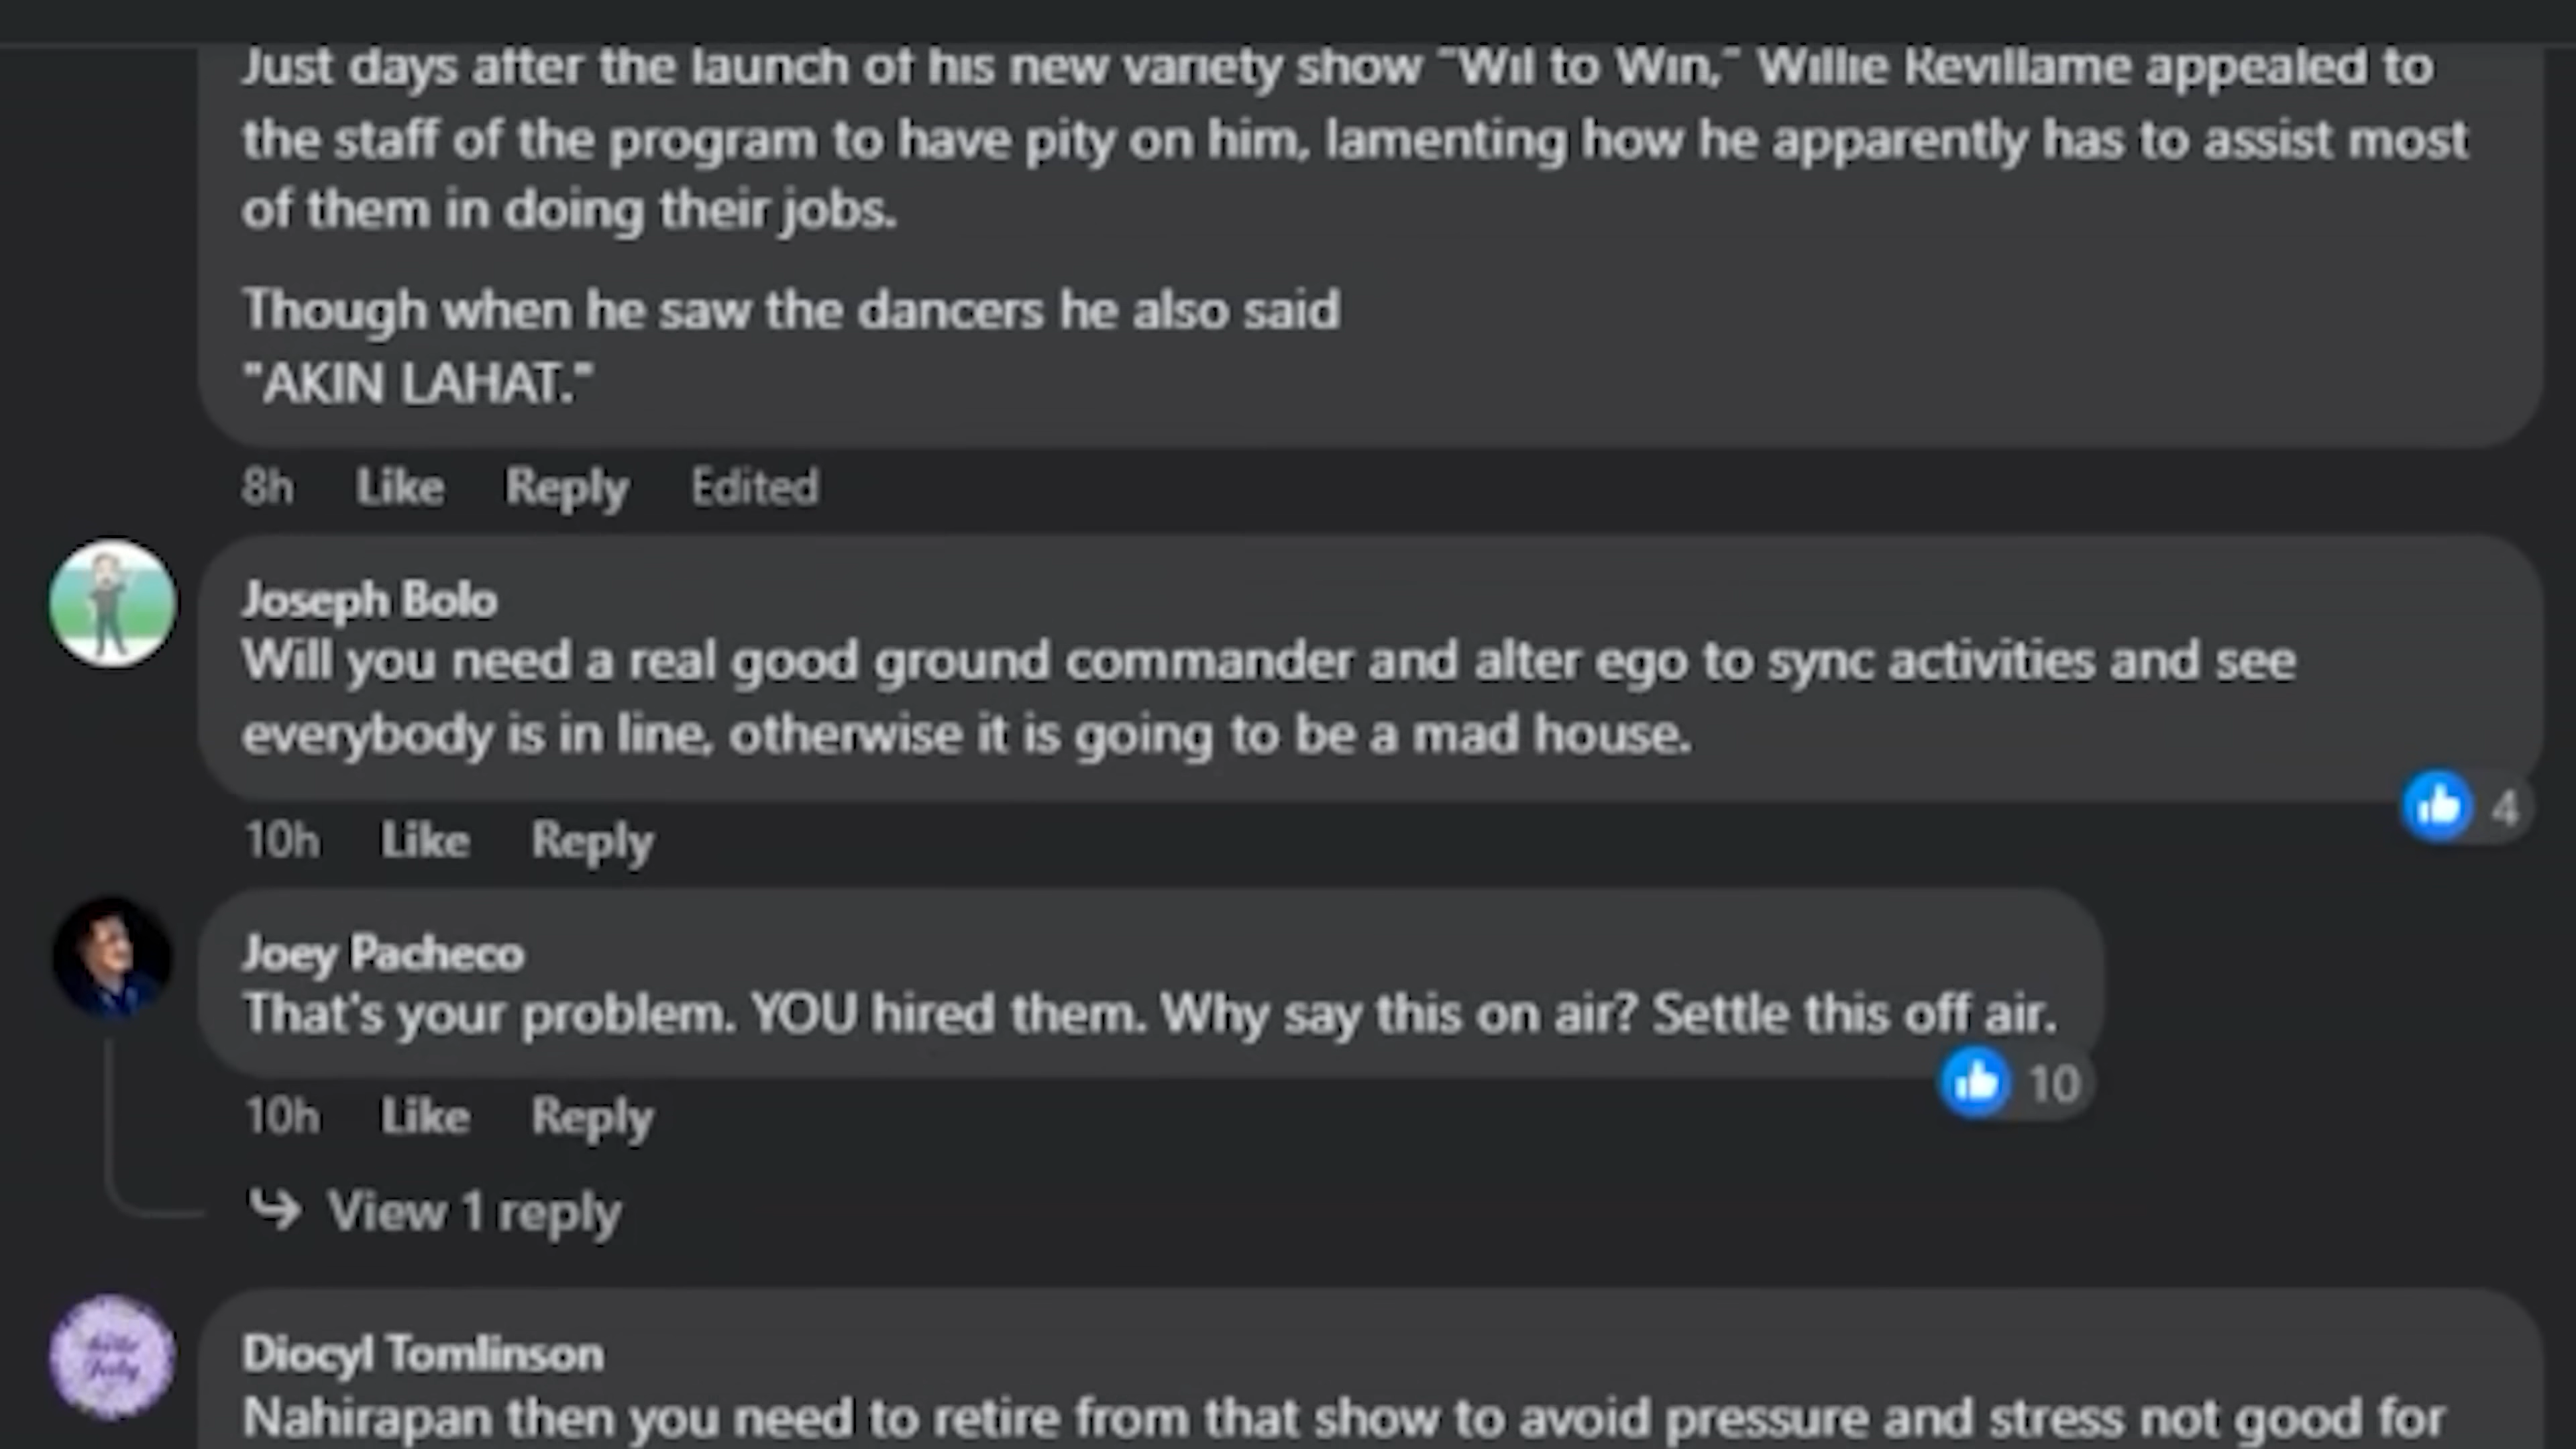 Just days after the launch of his new variety show "Wil to Win," Willie Revillame appealed to
the staff of the program to have pity on him, lamenting how he apparently has to assist most
of them in doing their jobs.
Though when he saw the dancers he also said
"AKIN LAHAT."
8h Like Reply Edited
Joseph Bolo
Will you need a real good ground commander and alter ego to sync activities and see
everybody is in line, otherwise it is going to be a mad house.
4
10h Like Reply
Joey Pacheco
That's your problem. YOU hired them. Why say this on air? Settle this off air.
10
10h Like Reply
View 1 reply
Diocyl Tomlinson
Nahirapan then you need to retire from that show to avoid pressure and stress not good for